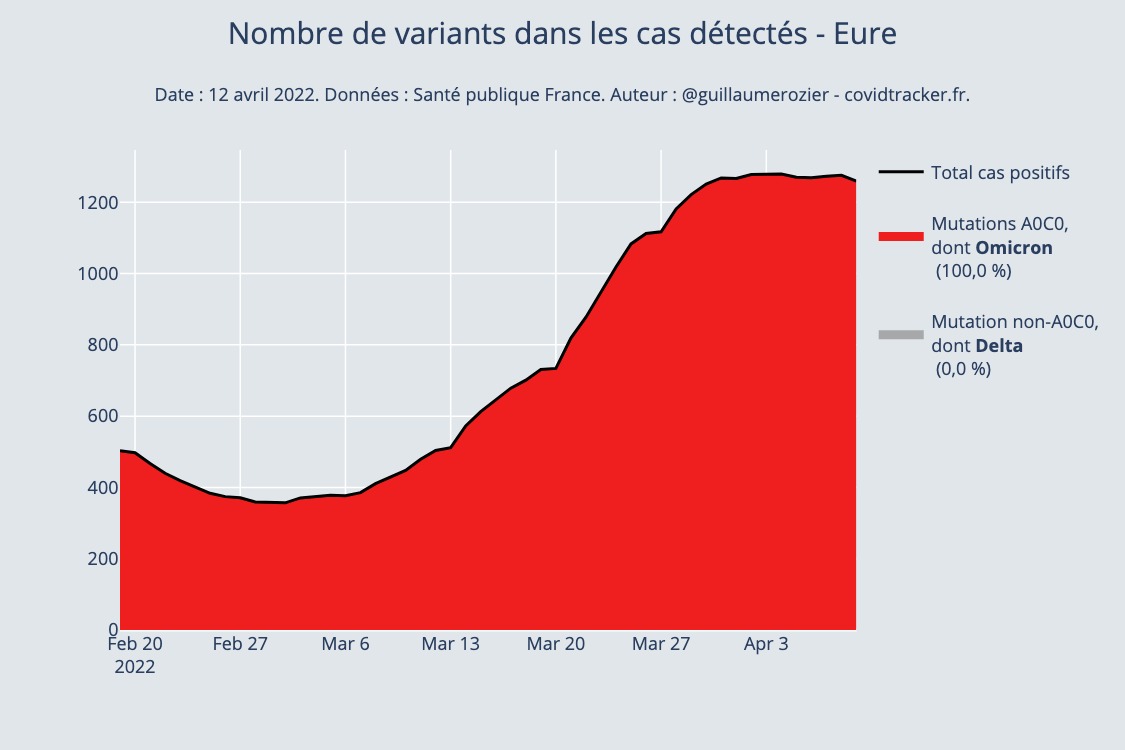 Nombre de variants dans les cas détectés - Eure
Date : 12 avril 2022. Données : Santé publique France. Auteur : @guillaumerozier - covidtracker.fr.
Total cas positifs
Mutations A0C0,
dont Omicron
(100,0 %)
Mutation non-A0C0,
dont Delta
(0,0 %)
1200
1000
800
600
400
200
0
Feb 20 Feb 27 Mar 6 Mar 13 Mar 20 Mar 27 Apr 3
2022